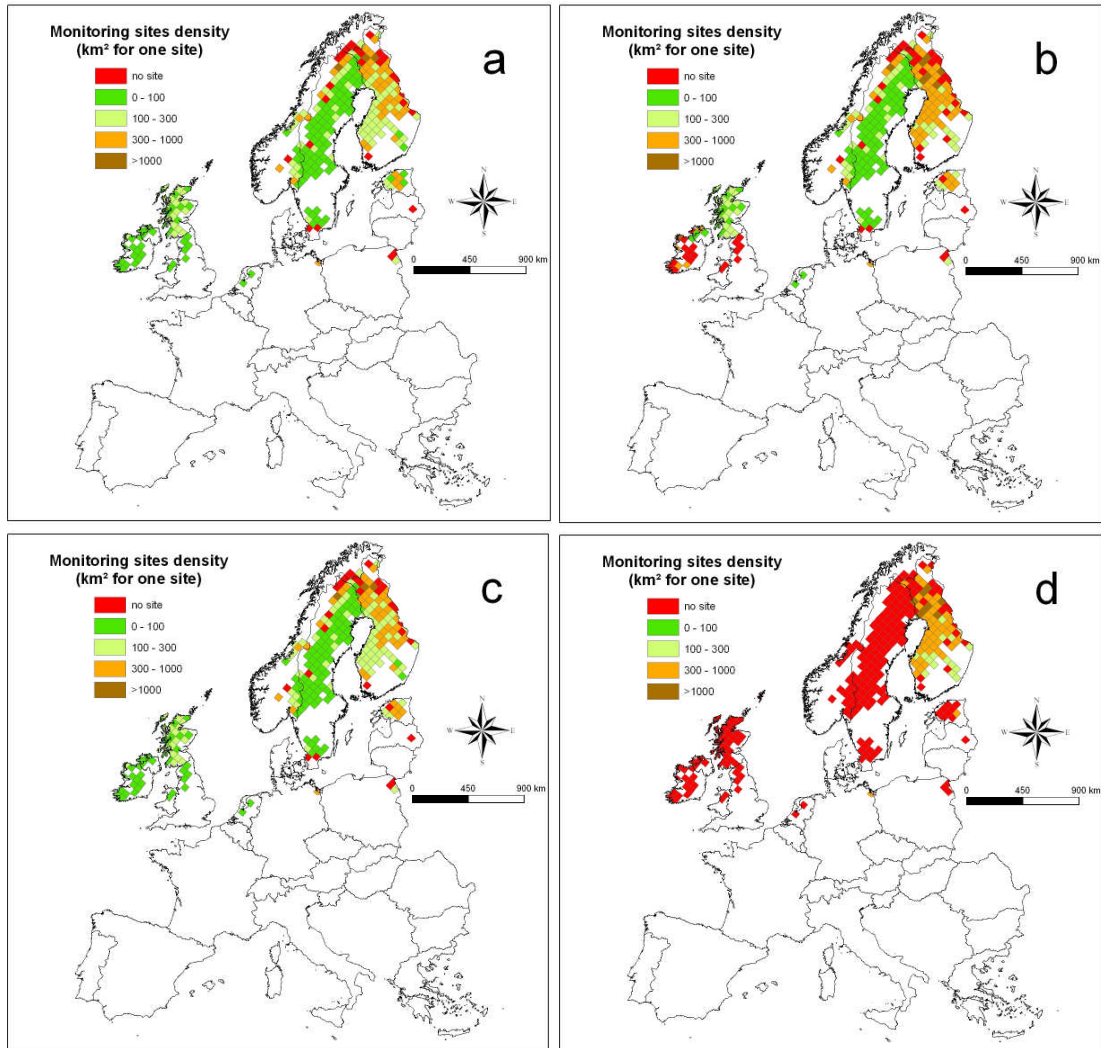 Monitoring sites density
(km² for one site)
no site
0 - 100
100 - 300
300 - 1000
>1000
a
N
W
E
S
0 450 900 km
Monitoring sites density
(km² for one site)
no site
0 - 100
100 - 300
300 - 1000
>1000
b
N
W
E
S
0 450 900 km
Monitoring sites density
(km² for one site)
no site
0 - 100
100 - 300
300 - 1000
>1000
c
N
W
E
S
0 450 900 km
Monitoring sites density
(km² for one site)
no site
0 - 100
100 - 300
300 - 1000
>1000
d
N
W
E
S
0 450 900 km